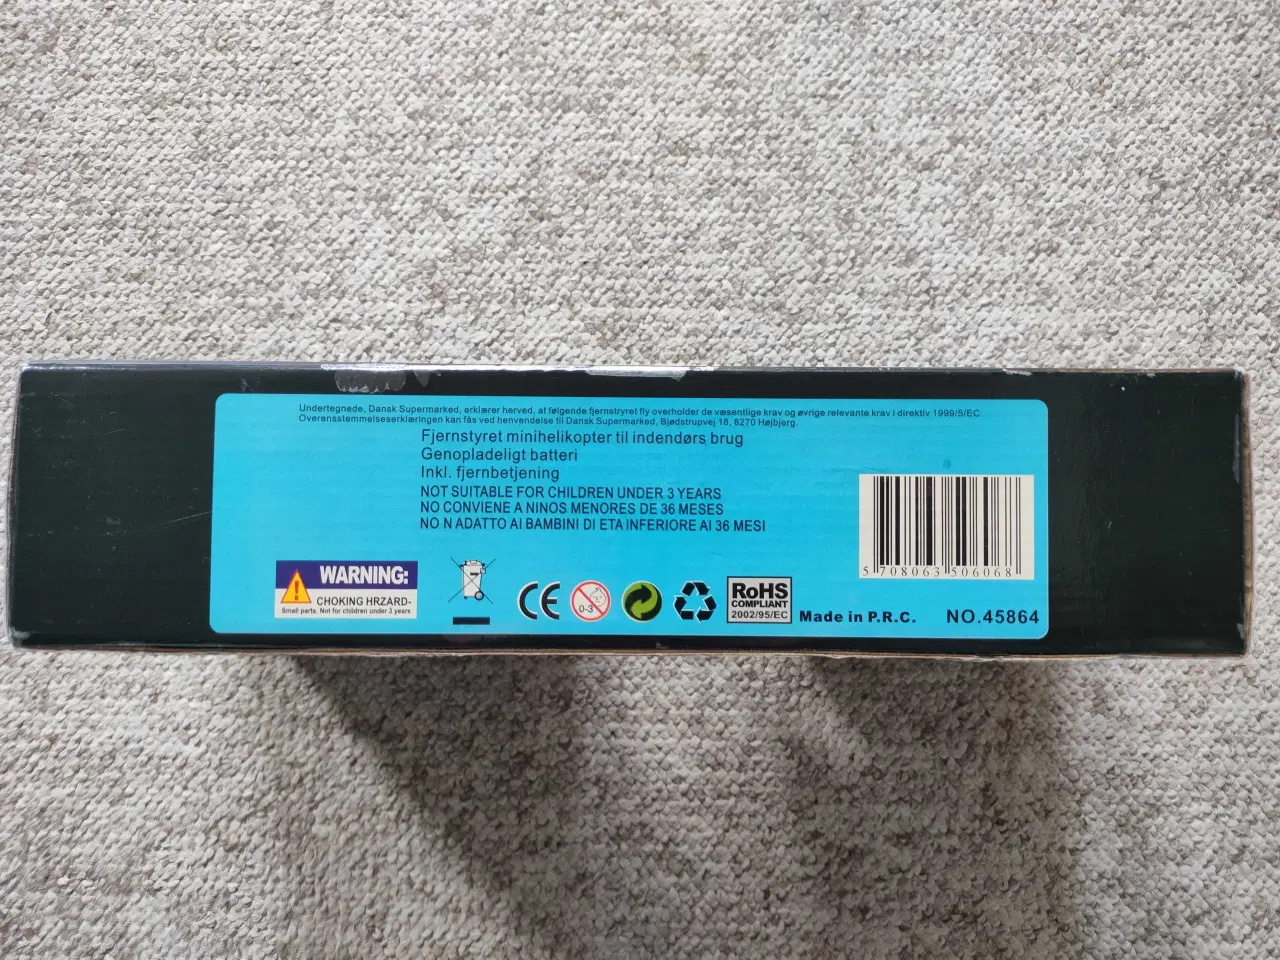 Undertegnede, Dansk Supermarked, erklærer herved, at følgende fjernstyret fly overholder de væsentlige krav og øvrige relevante krav i direktiv 1999/5/EC.
Overensstemmelseserklæringen kan fås ved henvendelse til Dansk Supermarked, Bjødstrupvej 18, 8270 Højbjerg.
Fjernstyret minihelikopter til indendørs brug
Genopladeligt batteri
Inkl. fjernbetjening
NOT SUITABLE FOR CHILDREN UNDER 3 YEARS
NO CONVIENE A NINOS MENORES DE 36 MESES
NO N ADATTO AI BAMBINI DI ETA INFERIORE AI 36 MESI
5 708063 506068
WARNING:
CHOKING HRZARD-
Small parts. Not for children under 3 years
CE
0-3
RoHS
COMPLIANT
2002/95/EC
Made in P.R.C.
NO.45864